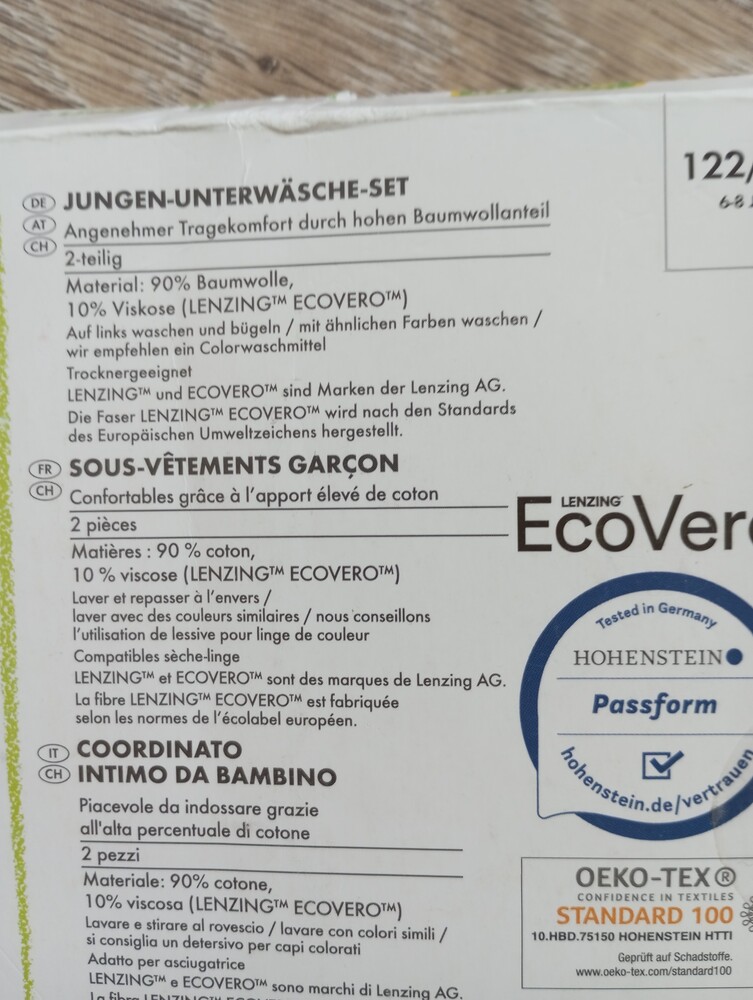 DE AT CH
JUNGEN-UNTERWÄSCHE-SET
Angenehmer Tragekomfort durch hohen Baumwollanteil
2-teilig
Material: 90% Baumwolle,
10% Viskose (LENZING™ ECOVERO™)
Auf links waschen und bügeln / mit ähnlichen Farben waschen /
wir empfehlen ein Colorwaschmittel
Trocknergeeignet
LENZING™ und ECOVERO™ sind Marken der Lenzing AG.
Die Faser LENZING™ ECOVERO™ wird nach den Standards
des Europäischen Umweltzeichens hergestellt.
FR CH
SOUS-VÊTEMENTS GARÇON
Confortables grâce à l'apport élevé de coton
2 pièces
Matières : 90 % coton,
10 % viscose (LENZING™ ECOVERO™)
Laver et repasser à l'envers /
laver avec des couleurs similaires / nous conseillons
l'utilisation de lessive pour linge de couleur
Compatibles sèche-linge
LENZING™ et ECOVERO™ sont des marques de Lenzing AG.
La fibre LENZING™ ECOVERO™ est fabriquée
selon les normes de l'écolabel européen.
IT CH
COORDINATO
INTIMO DA BAMBINO
Piacevole da indossare grazie
all'alta percentuale di cotone
2 pezzi
Materiale: 90% cotone,
10% viscosa (LENZING™ ECOVERO™)
Lavare e stirare al rovescio / lavare con colori simili /
si consiglia un detersivo per capi colorati
Adatto per asciugatrice
LENZING™ e ECOVERO™ sono marchi di Lenzing AG.
La fibra LENZING™
122/
6-8
LENZING
EcoVero
Tested in Germany
HOHENSTEIN
Passform
hohenstein.de/vertrauen
OEKO-TEX®
CONFIDENCE IN TEXTILES
STANDARD 100
10.HBD.75150 HOHENSTEIN HTTI
Geprüft auf Schadstoffe.
www.oeko-tex.com/standard100